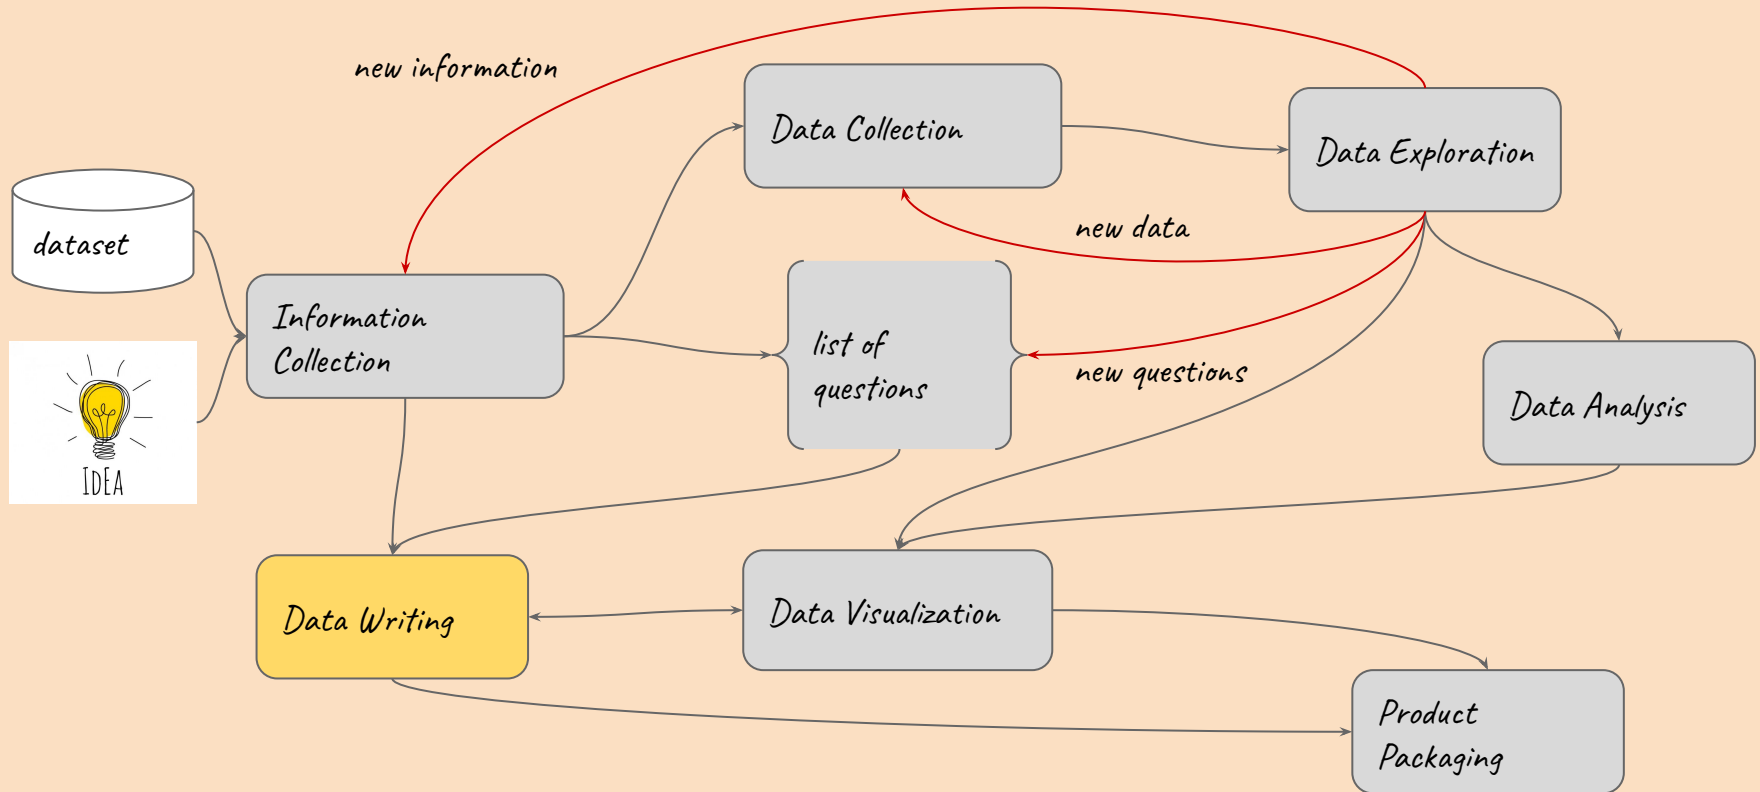 new information
Data Collection
Data Exploration
dataset
new data
Information
Collection
list of
questions
new questions
Data Analysis
IDEA
Data Writing
Data Visualization
Product
Packaging